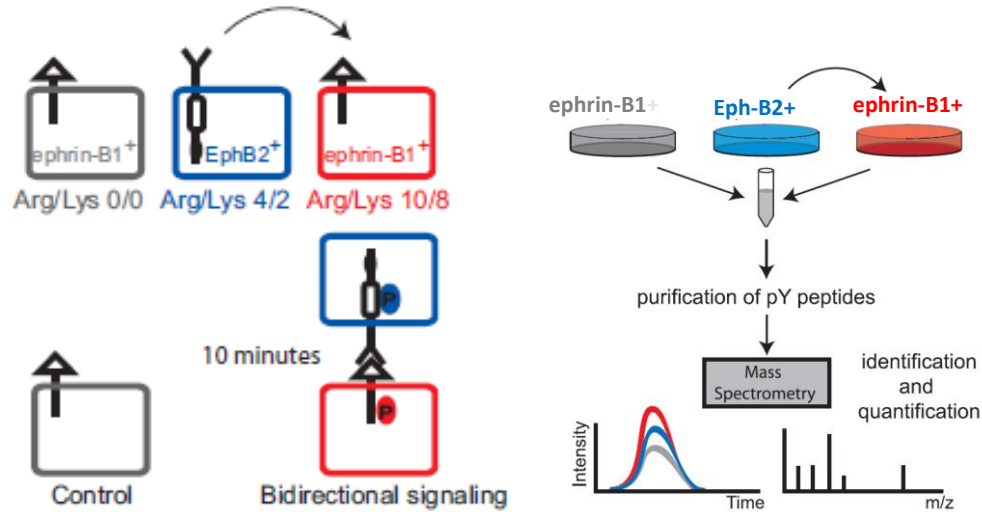 ephrin-B1+
EphB2+
ephrin-B1+
Arg/Lys 0/0
Arg/Lys 4/2
Arg/Lys 10/8
P
10 minutes
P
Control
Bidirectional signaling
ephrin-B1+
Eph-B2+
ephrin-B1+
purification of pY peptides
Mass
Spectrometry
identification
and
quantification
Intensity
Time
m/z